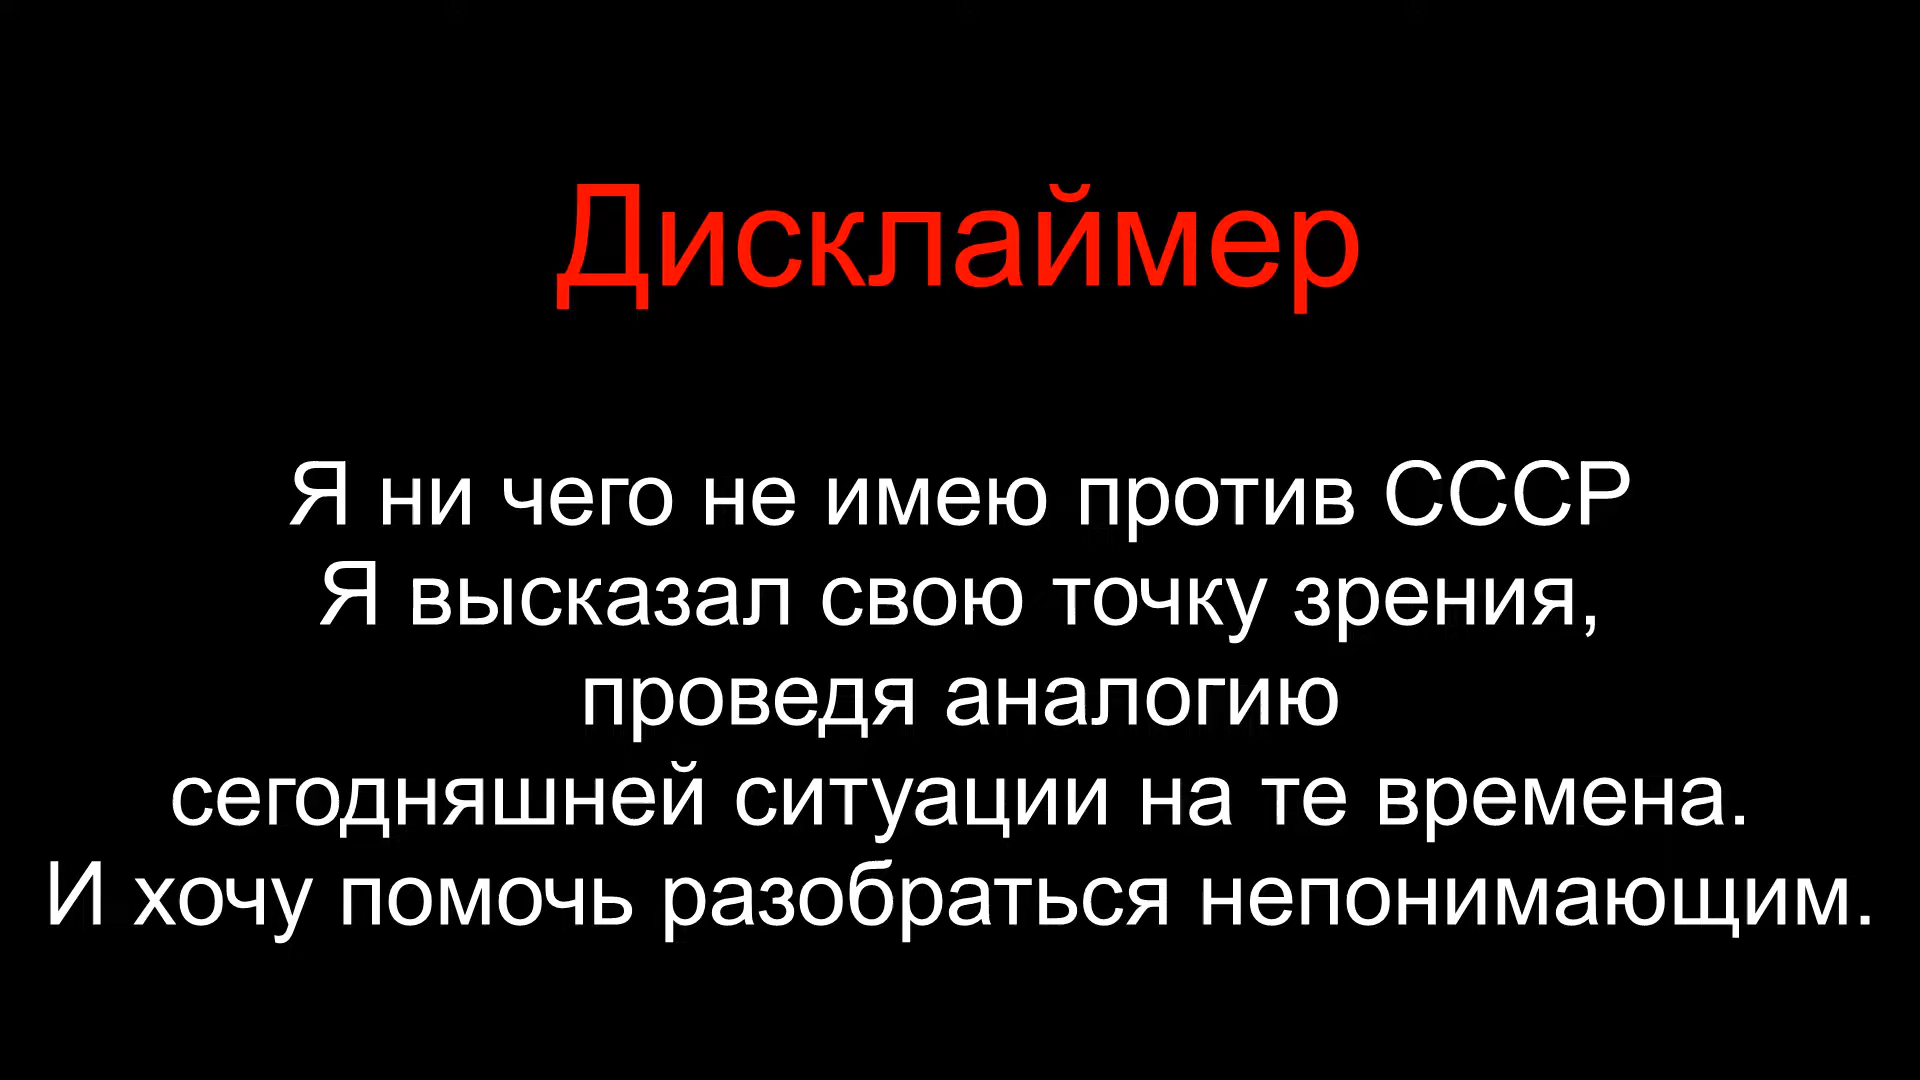 Дисклаймер
Я ни чего не имею против СССР
Я высказал свою точку зрения,
проведя аналогию
сегодняшней ситуации на те времена.
И хочу помочь разобраться непонимающим.